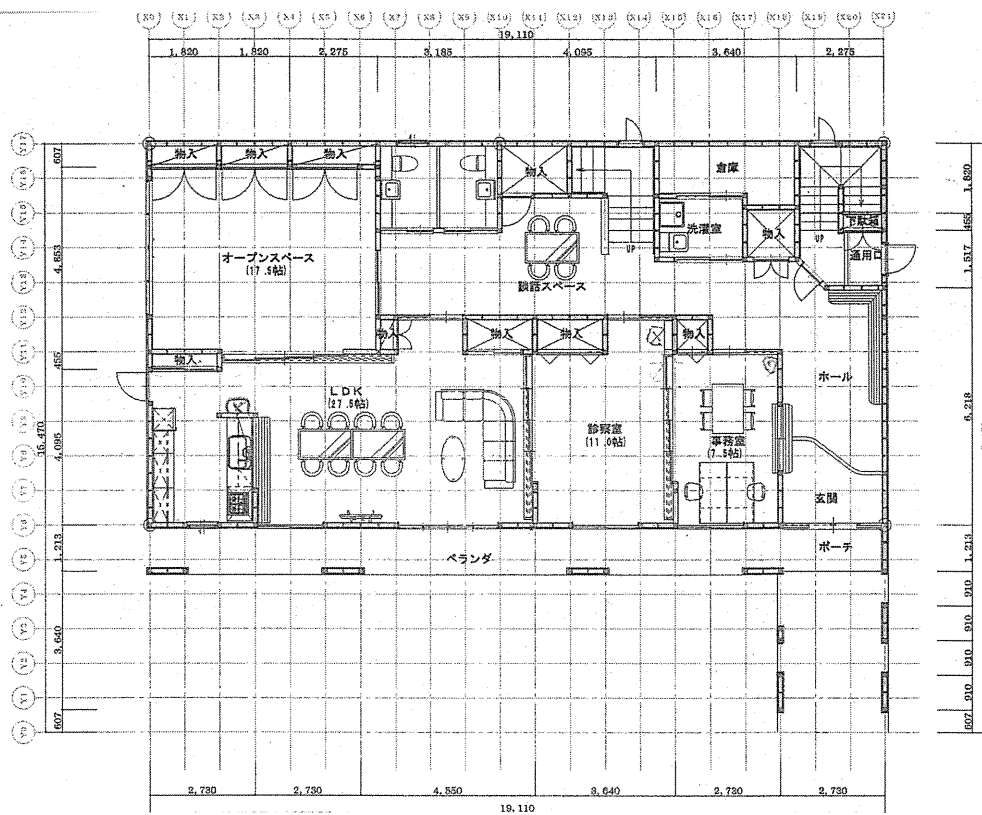 X0 X1 X2 X3 X4 X5 X6 X7 X8 X9 X10 X11 X12 X13 X14 X15 X16 X17 X18 X19 X20 X21
19,110
1,820 1,820 2,275 3,185 4,095 3,640 2,275
Y17
607
物入 物入 物入
物入
倉庫
1,820
下駄箱
455
洗濯室
物入
UP
UP
通用口
1,517
4,853
オープンスペース
(17.5帖)
談話スペース
物入
物入
物入
物入
物入
455
LDK
(27.5帖)
ホール
診察室
(11.0帖)
事務室
(7.5帖)
6,218
15,470
4,095
玄関
ポーチ
ベランダ
1,213
1,213
Y5
Y4
910
Y3
910
3,640
Y2
910
Y1
910
607
607
Y0
2,730 2,730 4,550 3,640 2,730 2,730
19,110